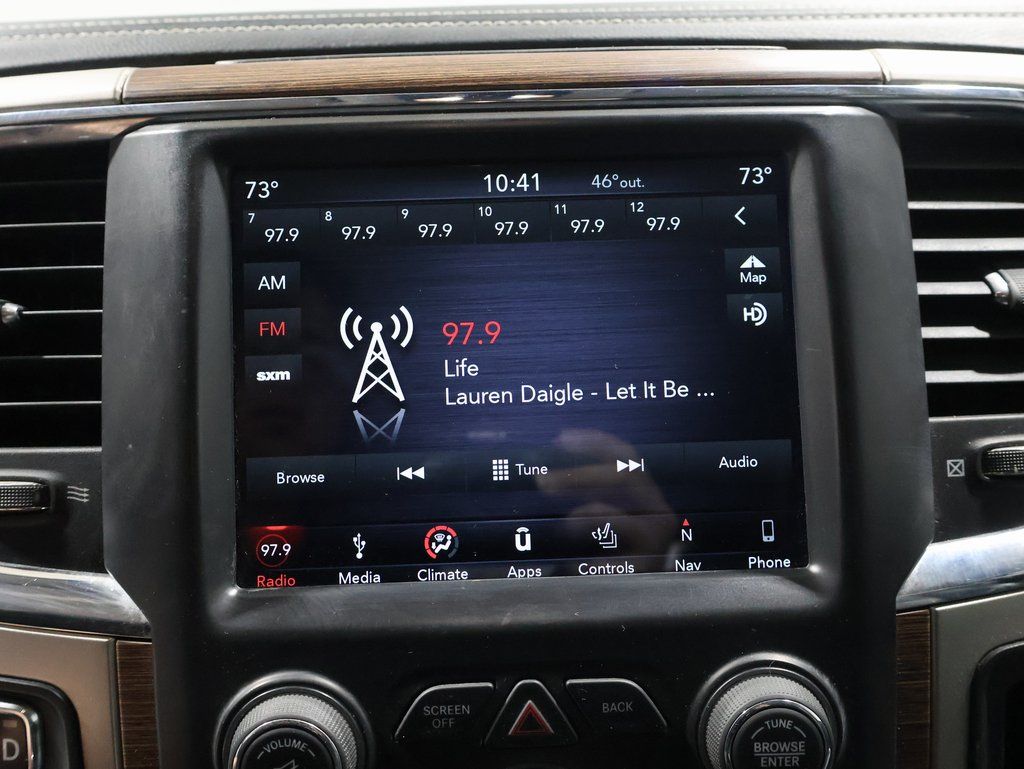 73° 10:41 46°out. 73°
7 8 9 10 11 12
97.9 97.9 97.9 97.9 97.9 97.9
AM
Map
FM
HD
97.9
sxm
Life
Lauren Daigle - Let It Be ...
Browse Tune Audio
97.9 N
Radio Media Climate Apps Controls Nav Phone
SCREEN
OFF
BACK
VOLUME
TUNE
BROWSE
ENTER
D